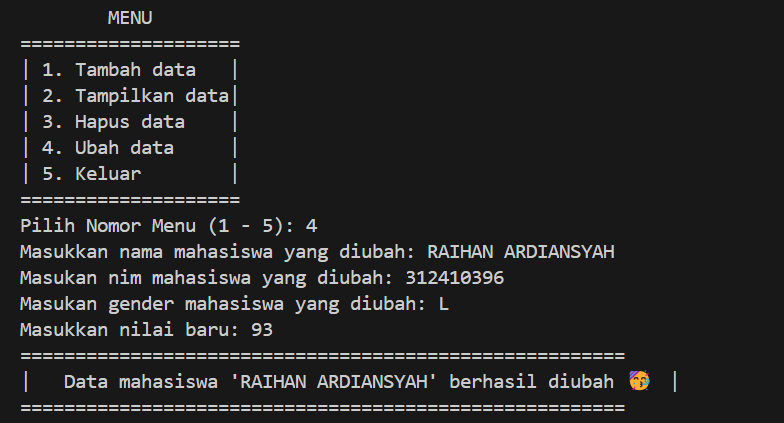 MENU
====================
| 1. Tambah data   |
| 2. Tampilkan data|
| 3. Hapus data    |
| 4. Ubah data     |
| 5. Keluar        |
====================
Pilih Nomor Menu (1 - 5): 4
Masukkan nama mahasiswa yang diubah: RAIHAN ARDIANSYAH
Masukan nim mahasiswa yang diubah: 312410396
Masukan gender mahasiswa yang diubah: L
Masukkan nilai baru: 93
=======================================================
|   Data mahasiswa 'RAIHAN ARDIANSYAH' berhasil diubah 🥳  |
=======================================================